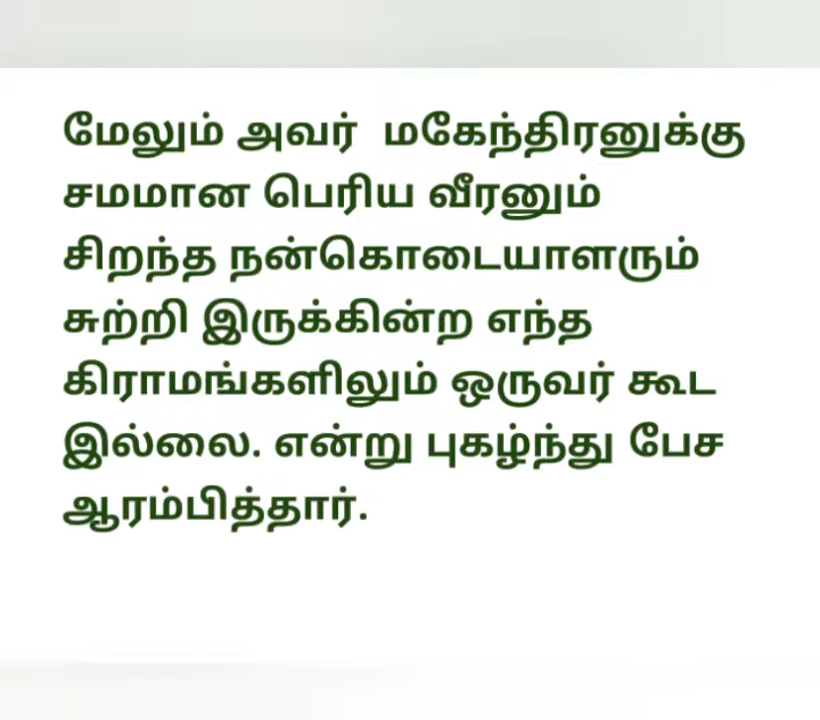 மேலும் அவர் மகேந்திரனுக்கு
சமமான பெரிய வீரனும்
சிறந்த நன்கொடையாளரும்
சுற்றி இருக்கின்ற எந்த
கிராமங்களிலும் ஒருவர் கூட
இல்லை. என்று புகழ்ந்து பேச
ஆரம்பித்தார்.